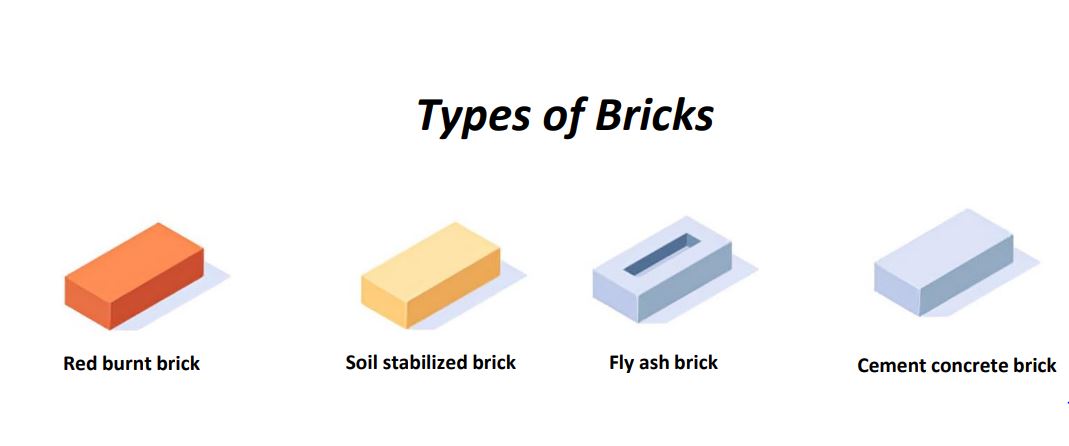 Types of Bricks
Red burnt brick
Soil stabilized brick
Fly ash brick
Cement concrete brick